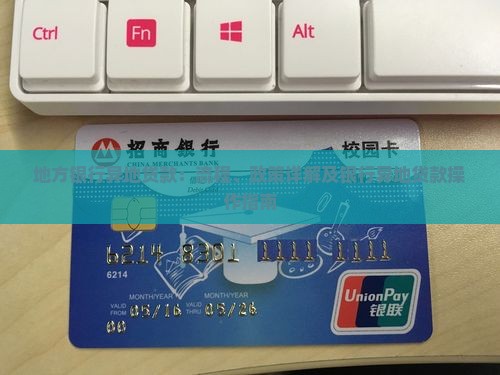 Ctrl
Fn
Alt
招商银行
CHINA MERCHANTS BANK
校园卡
地方银行异地贷款：流程、政策详解及银行异地贷款操
作指南
6214 8301 1111 1111
6214
MONTH/YEAR MONTH/YEAR
VALID FROM 05/16 VALID THRU 05/26
00
UnionPay
银联